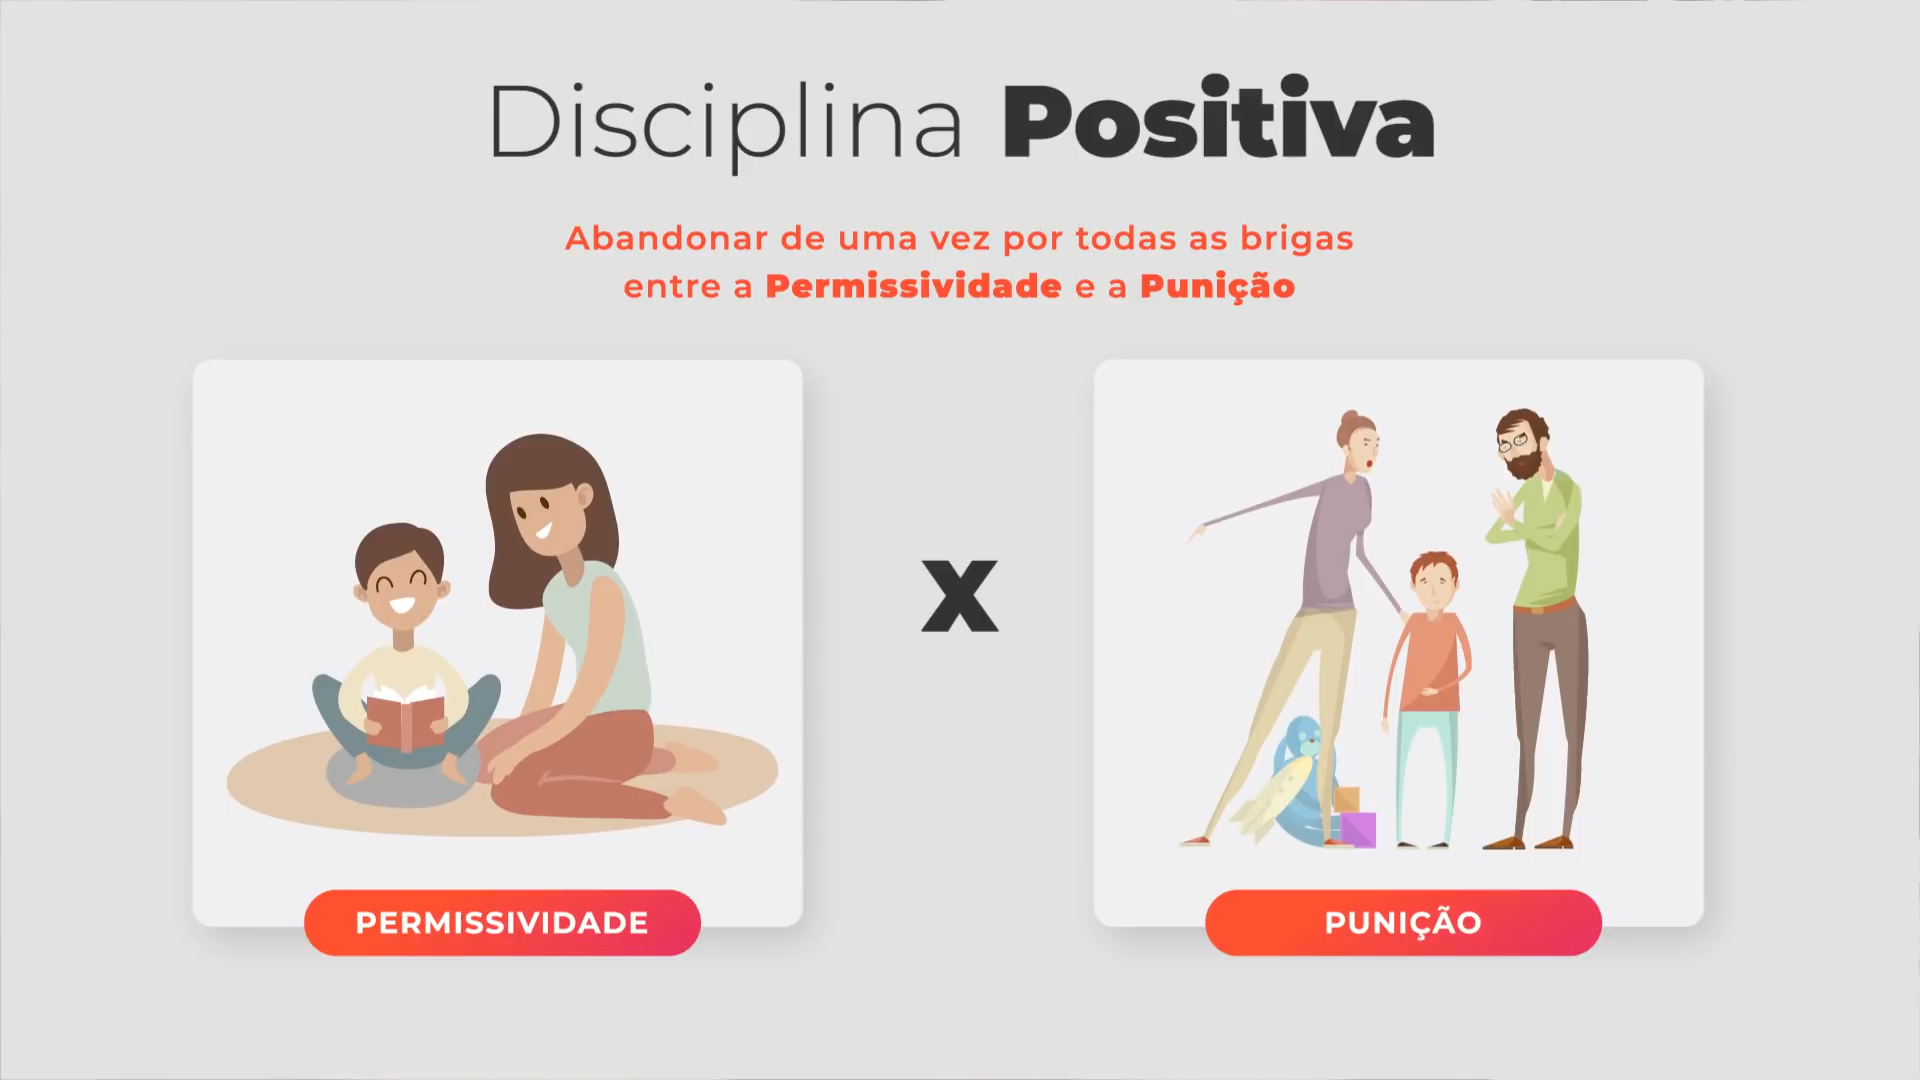 Disciplina Positiva
Abandonar de uma vez por todas as brigas
entre a Permissividade e a Punição
X
PERMISSIVIDADE
PUNIÇÃO